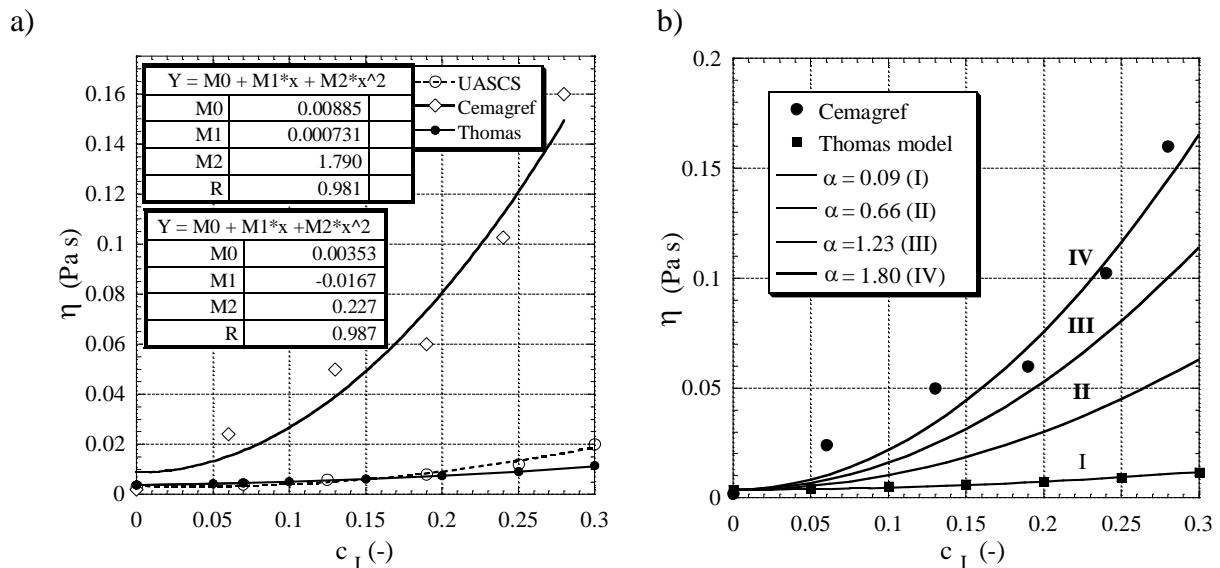 a)
Y = M0 + M1*x + M2*x^2
M0 0.00885
M1 0.000731
M2 1.790
R 0.981
Y = M0 + M1*x +M2*x^2
M0 0.00353
M1 -0.0167
M2 0.227
R 0.987
UASCS
Cemagref
Thomas
η (Pa s)
0.16
0.14
0.12
0.1
0.08
0.06
0.04
0.02
0
0 0.05 0.1 0.15 0.2 0.25 0.3
c I (-)
b)
Cemagref
Thomas model
α = 0.09 (I)
α = 0.66 (II)
α =1.23 (III)
α = 1.80 (IV)
IV
III
II
I
η (Pa s)
0.2
0.15
0.1
0.05
0
0 0.05 0.1 0.15 0.2 0.25 0.3
c I (-)